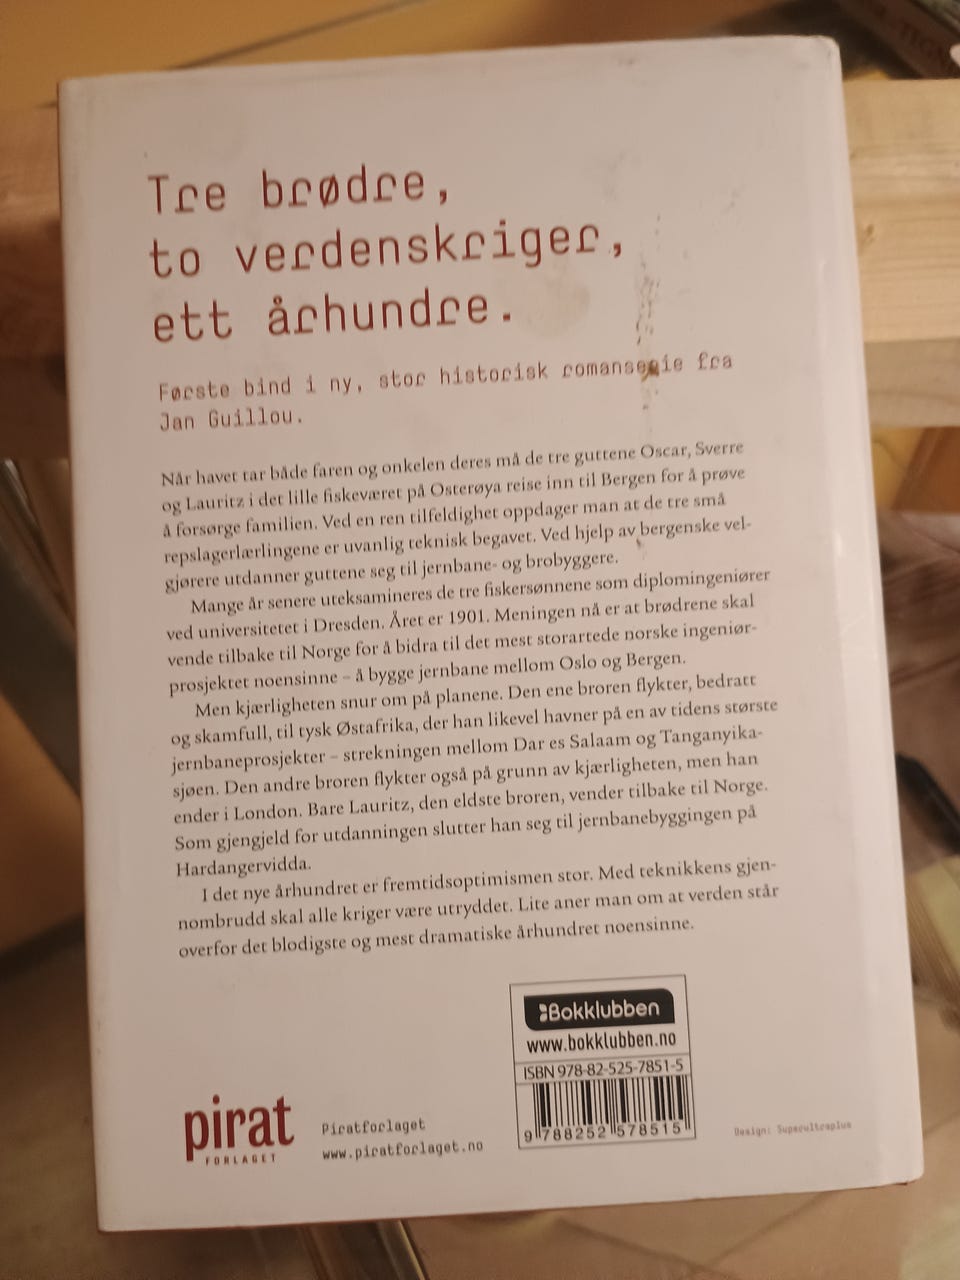 Tre brødre,
to verdenskriger,
ett århundre.
Første bind i ny, stor historisk romanserie fra
Jan Guillou.
Når havet tar både faren og onkelen deres må de tre guttene Oscar, Sverre
og Lauritz i det lille fiskeværet på Osterøya reise inn til Bergen for å prøve
å forsørge familien. Ved en ren tilfeldighet oppdager man at de tre små
repslagerlærlingene er uvanlig teknisk begavet. Ved hjelp av bergenske vel-
gjørere utdanner guttene seg til jernbane- og brobyggere.
Mange år senere uteksamineres de tre fiskersønnene som diplomingeniører
ved universitetet i Dresden. Året er 1901. Meningen nå er at brødrene skal
vende tilbake til Norge for å bidra til det mest storartede norske ingeniør-
prosjektet noensinne – å bygge jernbane mellom Oslo og Bergen.
Men kjærligheten snur om på planene. Den ene broren flykter, bedratt
og skamfull, til tysk Østafrika, der han likevel havner på en av tidens største
jernbaneprosjekter – strekningen mellom Dar es Salaam og Tanganyika-
sjøen. Den andre broren flykter også på grunn av kjærligheten, men han
ender i London. Bare Lauritz, den eldste broren, vender tilbake til Norge.
Som gjengjeld for utdanningen slutter han seg til jernbanebyggingen på
Hardangervidda.
I det nye århundret er fremtidsoptimismen stor. Med teknikkens gjen-
nombrudd skal alle kriger være utryddet. Lite aner man om at verden står
overfor det blodigste og mest dramatiske århundret noensinne.
Bokklubben
www.bokklubben.no
ISBN 978-82-525-7851-5
9 788252 578515
pirat
FORLAGET
Piratforlaget
www.piratforlaget.no
Design: Superultraplus